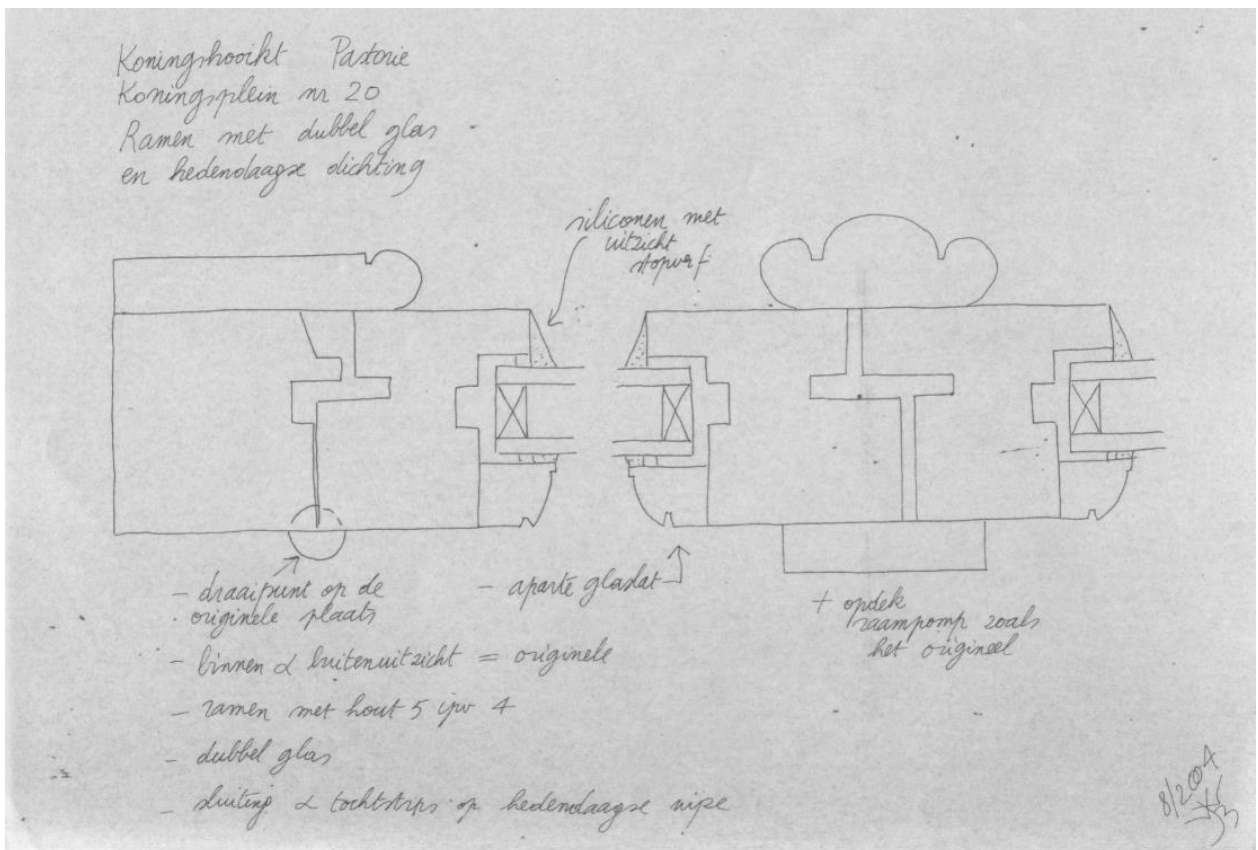 Koningshooikt Pastorie
Koningsplein nr 20
Ramen met dubbel glas
en hedendaagse dichting
siliconen met
uitzicht
stopverf
- draaipunt op de
originele plaats
- aparte glaslat
+ opdek
raampomp zoals
het origineel
- binnen & buitenuitzicht = originele
- ramen met hout 5 ipv 4
- dubbel glas
- sluiting & tochtstrips op hedendaagse wijze
8/2004